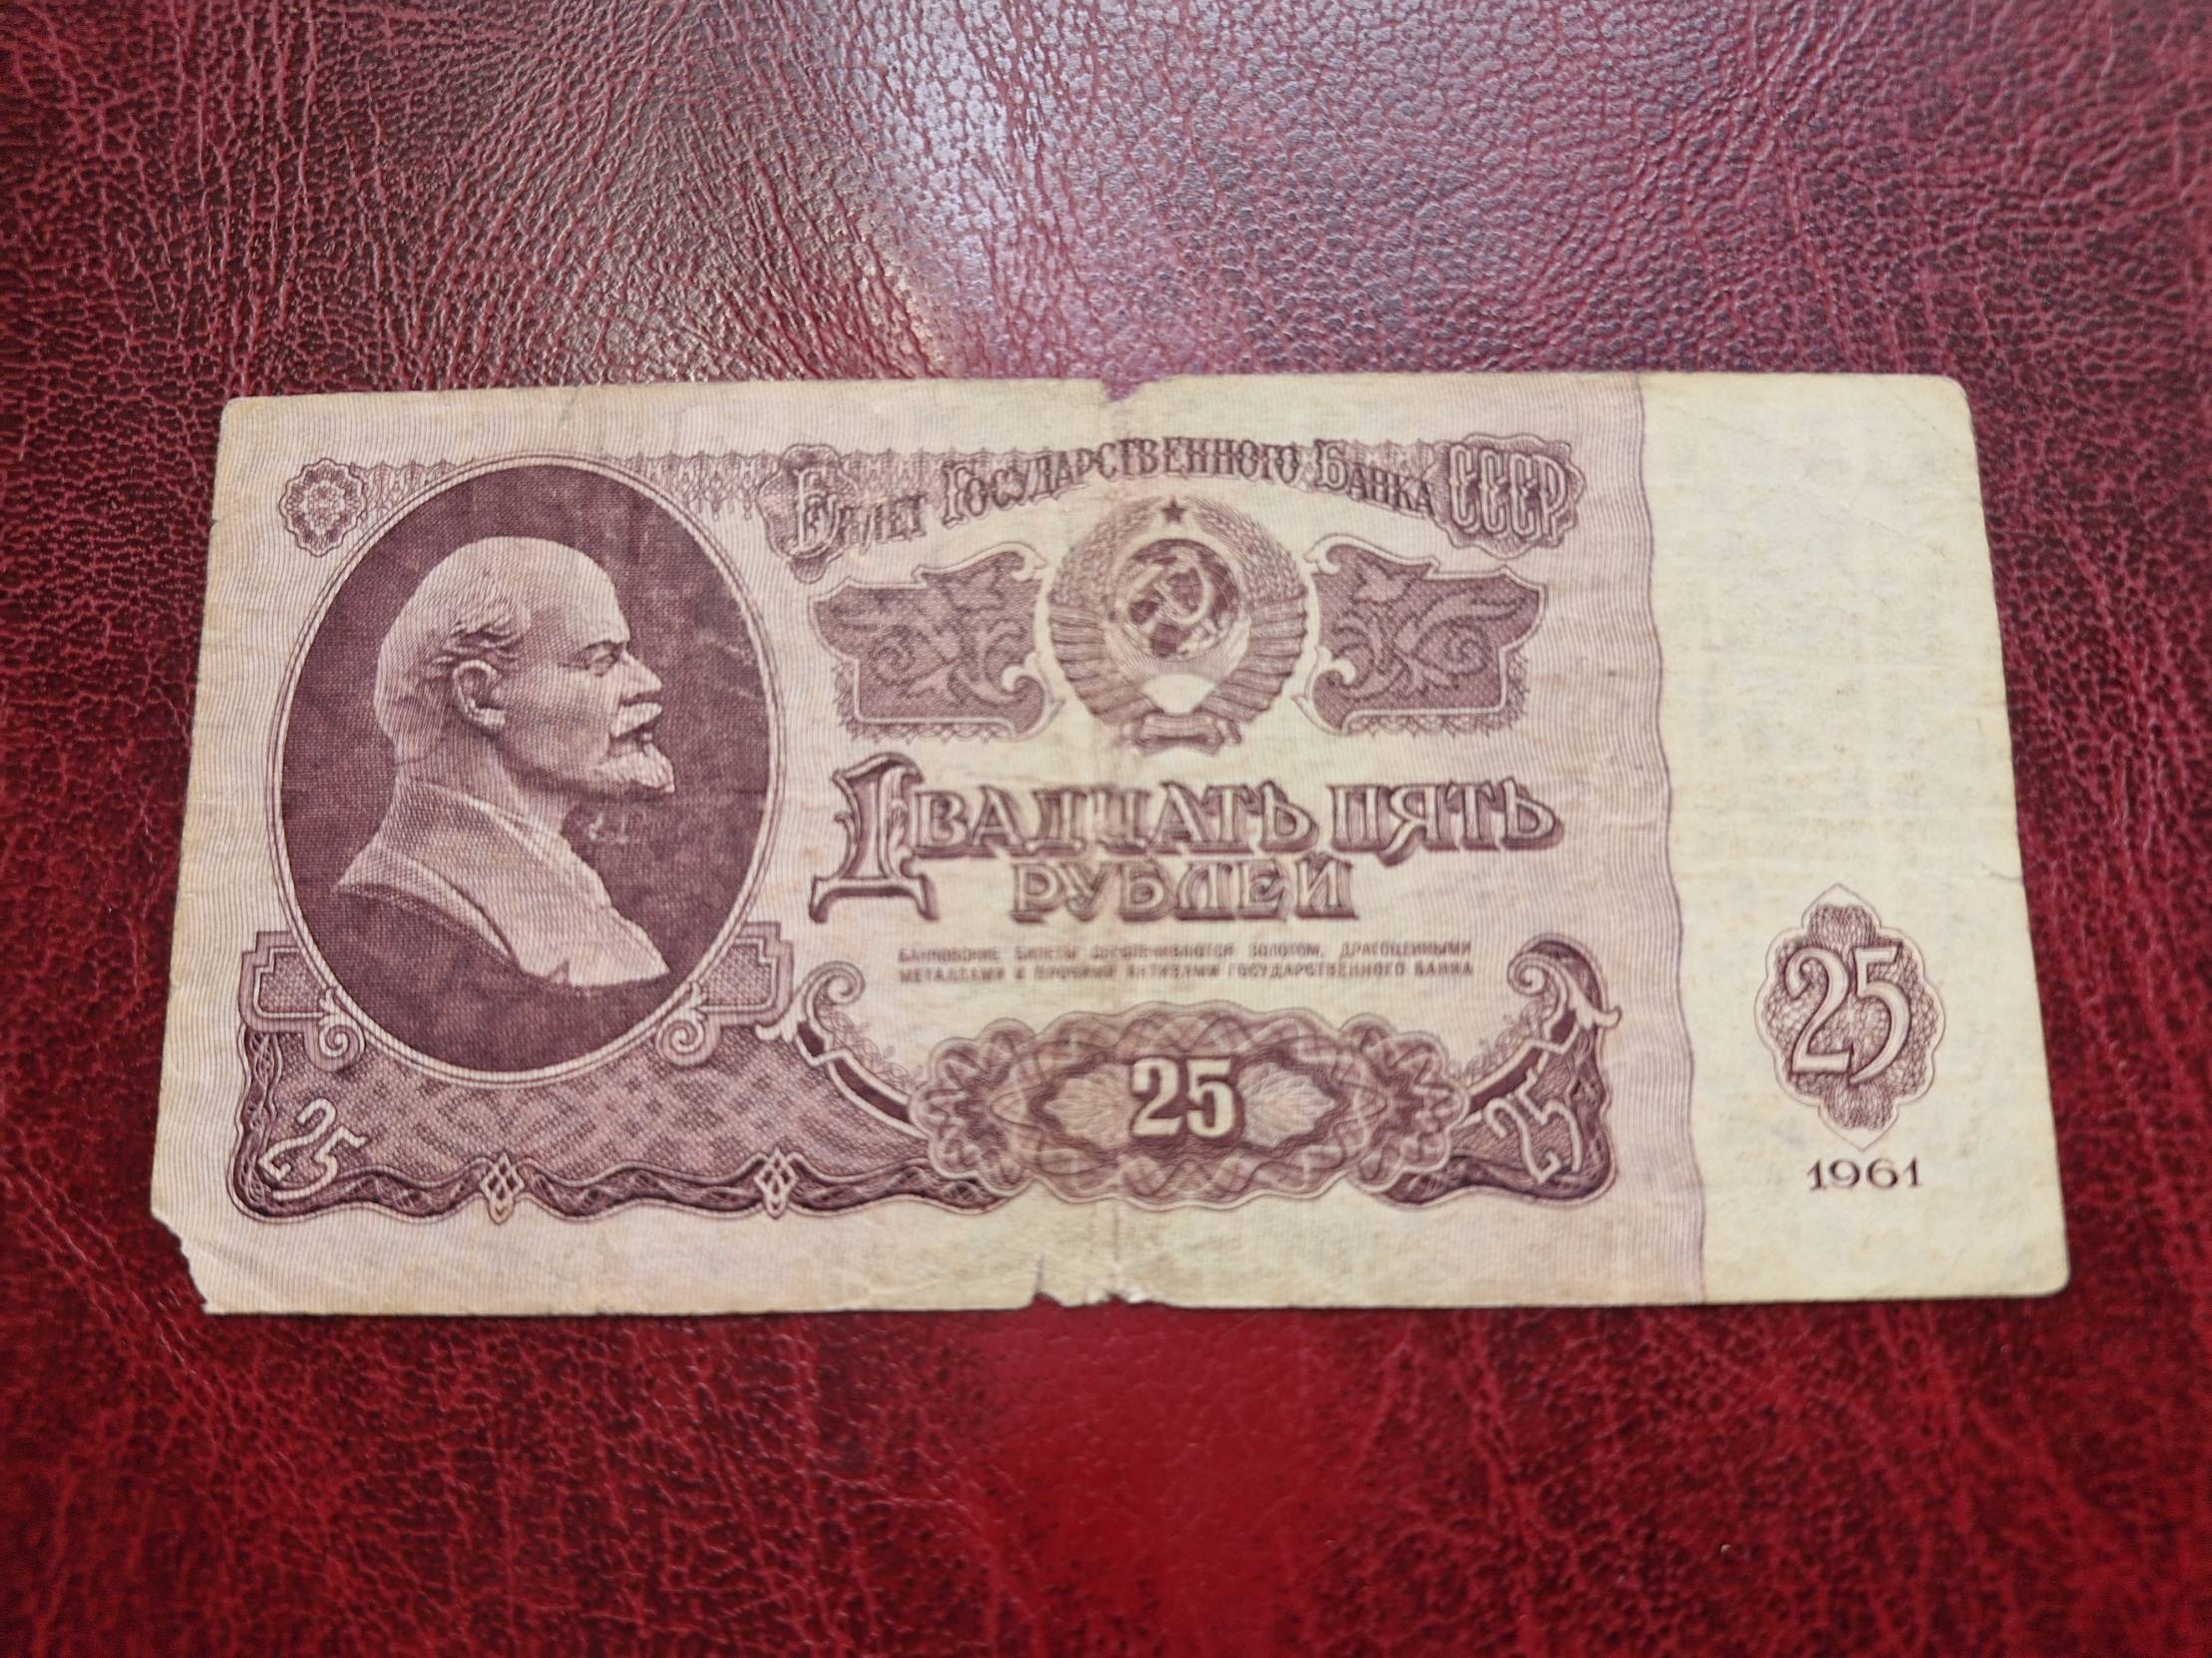 Билет Государственного Банка СССР
Двадцать пять
рублей
БАНКОВСКИЕ БИЛЕТЫ ОБЕСПЕЧИВАЮТСЯ ЗОЛОТОМ, ДРАГОЦЕННЫМИ
МЕТАЛЛАМИ И ПРОЧИМИ АКТИВАМИ ГОСУДАРСТВЕННОГО БАНКА
25
25
25
25
1961